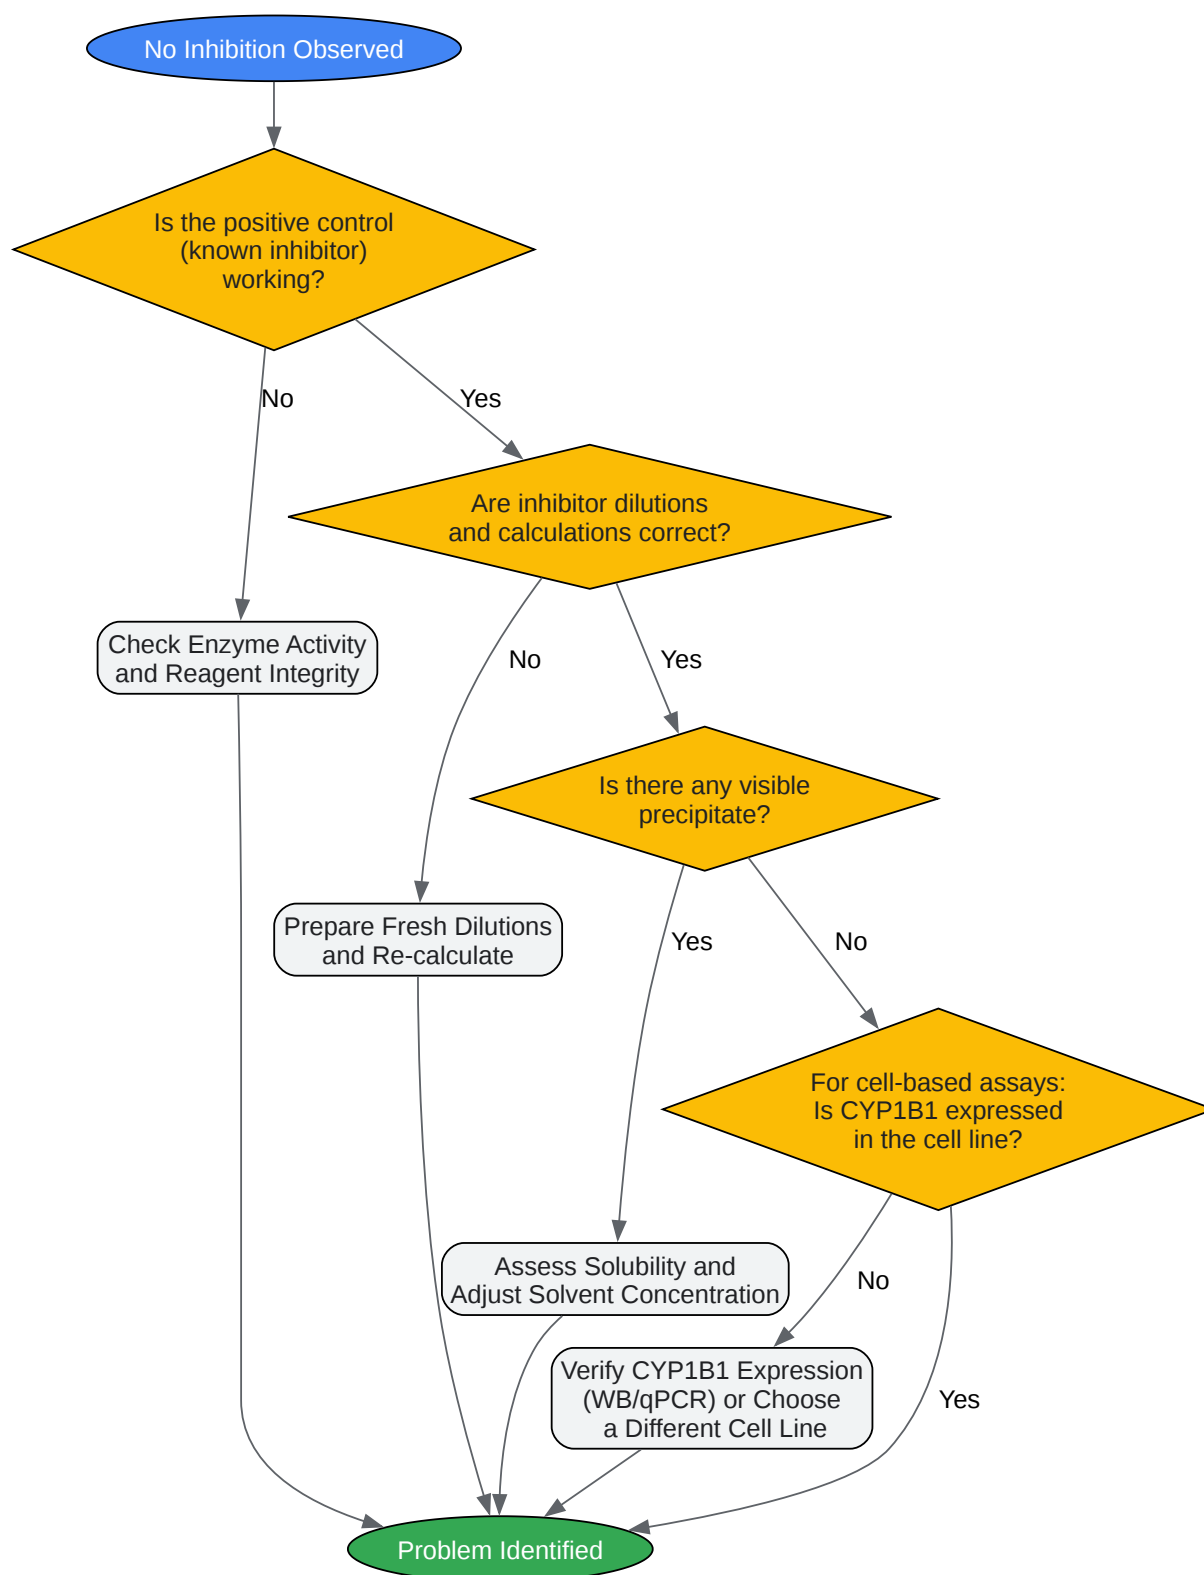 No Inhibition Observed
Is the positive control
(known inhibitor)
working?
No
Yes
Are inhibitor dilutions
and calculations correct?
Check Enzyme Activity
and Reagent Integrity
No
Yes
Is there any visible
precipitate?
Prepare Fresh Dilutions
and Re-calculate
Yes
No
For cell-based assays:
Is CYP1B1 expressed
in the cell line?
Assess Solubility and
Adjust Solvent Concentration
No
Verify CYP1B1 Expression
(WB/qPCR) or Choose
a Different Cell Line
Yes
Problem Identified